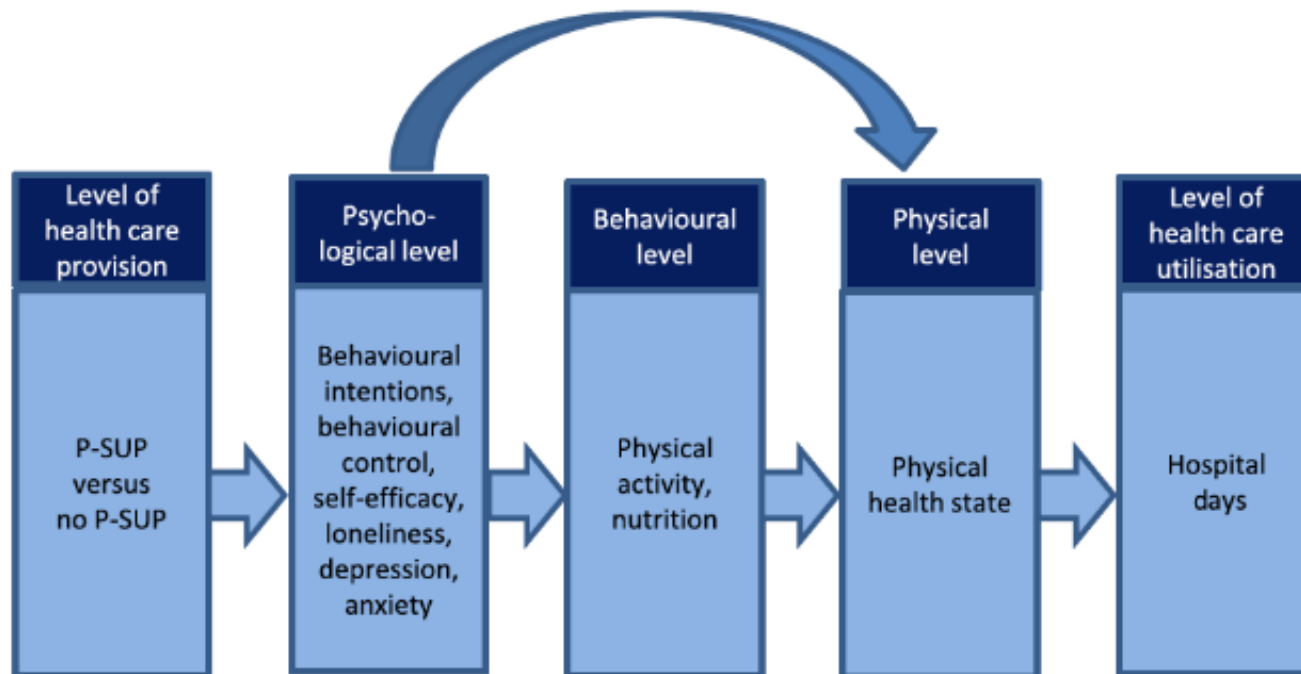 Level of
health care
provision
Psycho-
logical level
Behavioural
level
Physical
level
Level of
health care
utilisation
P-SUP
versus
no P-SUP
Behavioural
intentions,
behavioural
control,
self-efficacy,
loneliness,
depression,
anxiety
Physical
activity,
nutrition
Physical
health state
Hospital
days